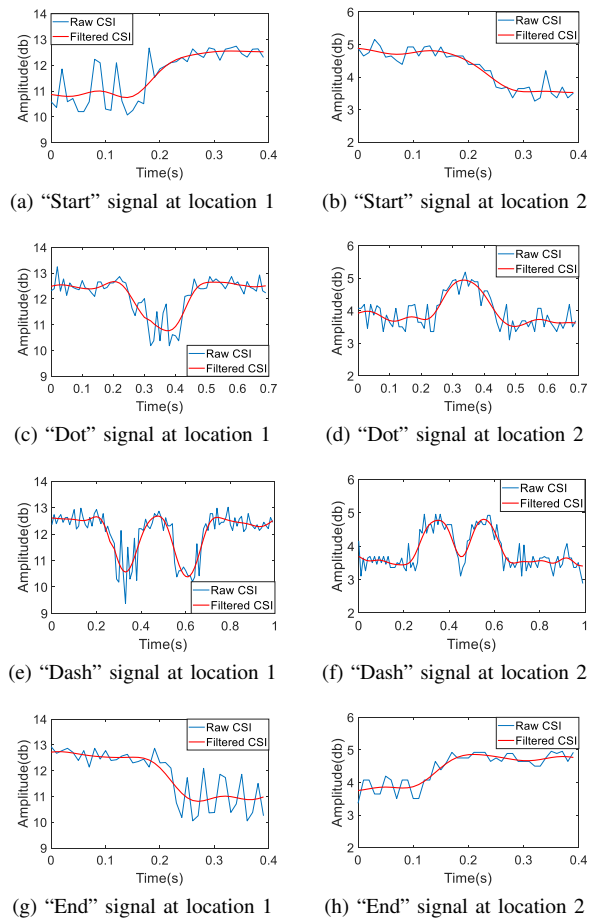 14
13
12
11
10
9
Amplitude(db)
0 0.1 0.2 0.3 0.4
Time(s)
Raw CSI
Filtered CSI
(a) “Start” signal at location 1
6
5
4
3
2
Amplitude(db)
0 0.1 0.2 0.3 0.4
Time(s)
Raw CSI
Filtered CSI
(b) “Start” signal at location 2
14
13
12
11
10
9
Amplitude(db)
0 0.1 0.2 0.3 0.4 0.5 0.6 0.7
Time(s)
Raw CSI
Filtered CSI
(c) “Dot” signal at location 1
6
5
4
3
2
Amplitude(db)
0 0.1 0.2 0.3 0.4 0.5 0.6 0.7
Time(s)
Raw CSI
Filtered CSI
(d) “Dot” signal at location 2
14
13
12
11
10
9
Amplitude(db)
0 0.2 0.4 0.6 0.8 1
Time(s)
Raw CSI
Filtered CSI
(e) “Dash” signal at location 1
6
5
4
3
2
Amplitude(db)
0 0.2 0.4 0.6 0.8 1
Time(s)
Raw CSI
Filtered CSI
(f) “Dash” signal at location 2
14
13
12
11
10
9
Amplitude(db)
0 0.1 0.2 0.3 0.4
Time(s)
Raw CSI
Filtered CSI
(g) “End” signal at location 1
6
5
4
3
2
Amplitude(db)
0 0.1 0.2 0.3 0.4
Time(s)
Raw CSI
Filtered CSI
(h) “End” signal at location 2